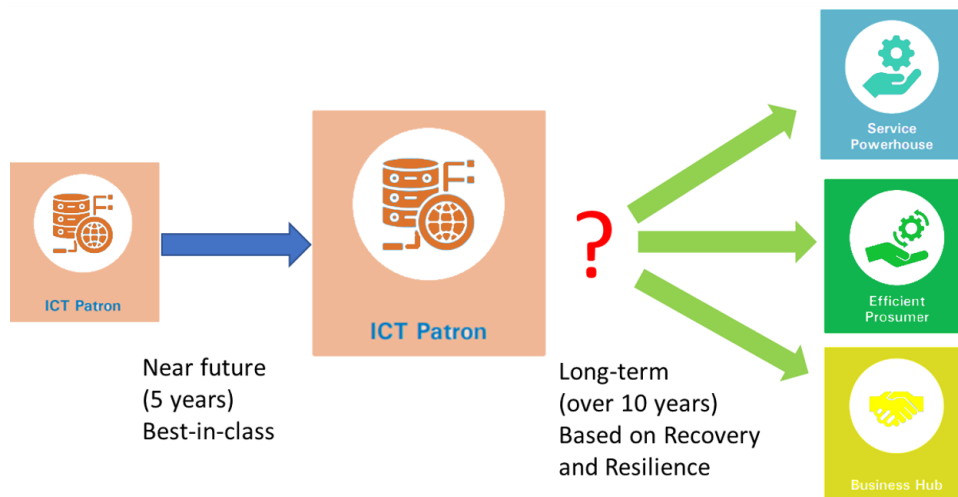 ICT Patron
Near future
(5 years)
Best-in-class
ICT Patron
?
Long-term
(over 10 years)
Based on Recovery
and Resilience
Service
Powerhouse
Efficient
Prosumer
Business Hub